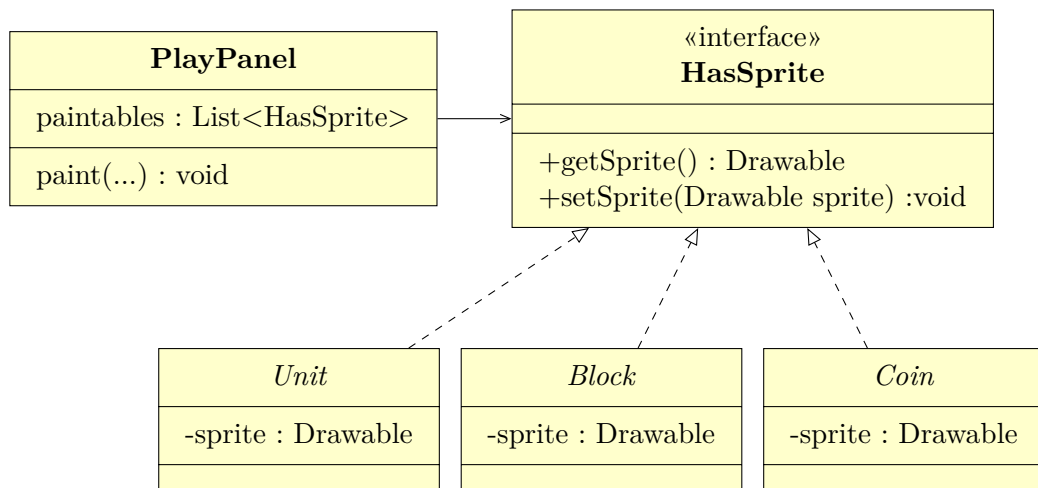 PlayPanel
paintables : List<HasSprite>
paint(...) : void
«interface»
HasSprite
+getSprite() : Drawable
+setSprite(Drawable sprite) :void
Unit
-sprite : Drawable
Block
-sprite : Drawable
Coin
-sprite : Drawable